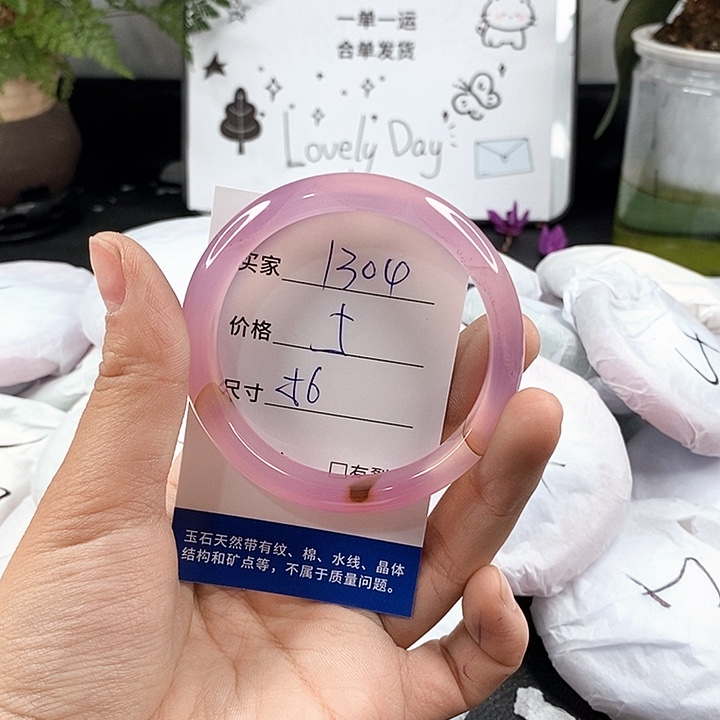 一单一运
合单发货
Lovely Day
买家 1304
价格
尺寸 56
□有裂
玉石天然带有纹、棉、水线、晶体
结构和矿点等，不属于质量问题。